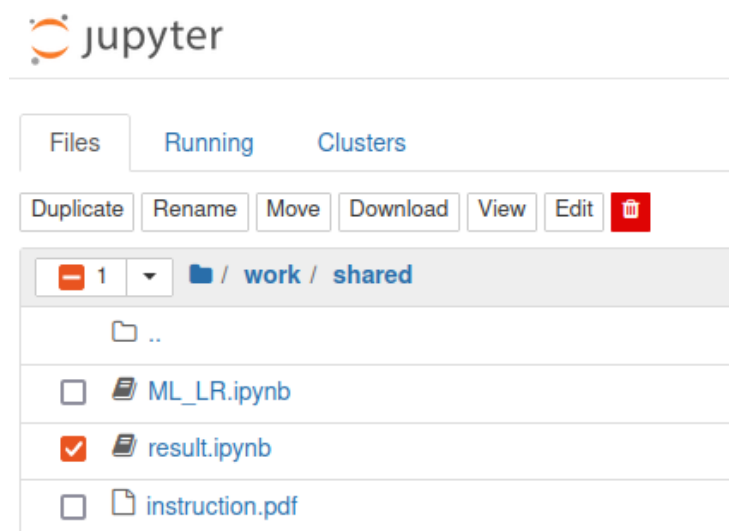 jupyter
Files Running Clusters
Duplicate Rename Move Download View Edit
1 / work / shared
..
ML_LR.ipynb
result.ipynb
instruction.pdf